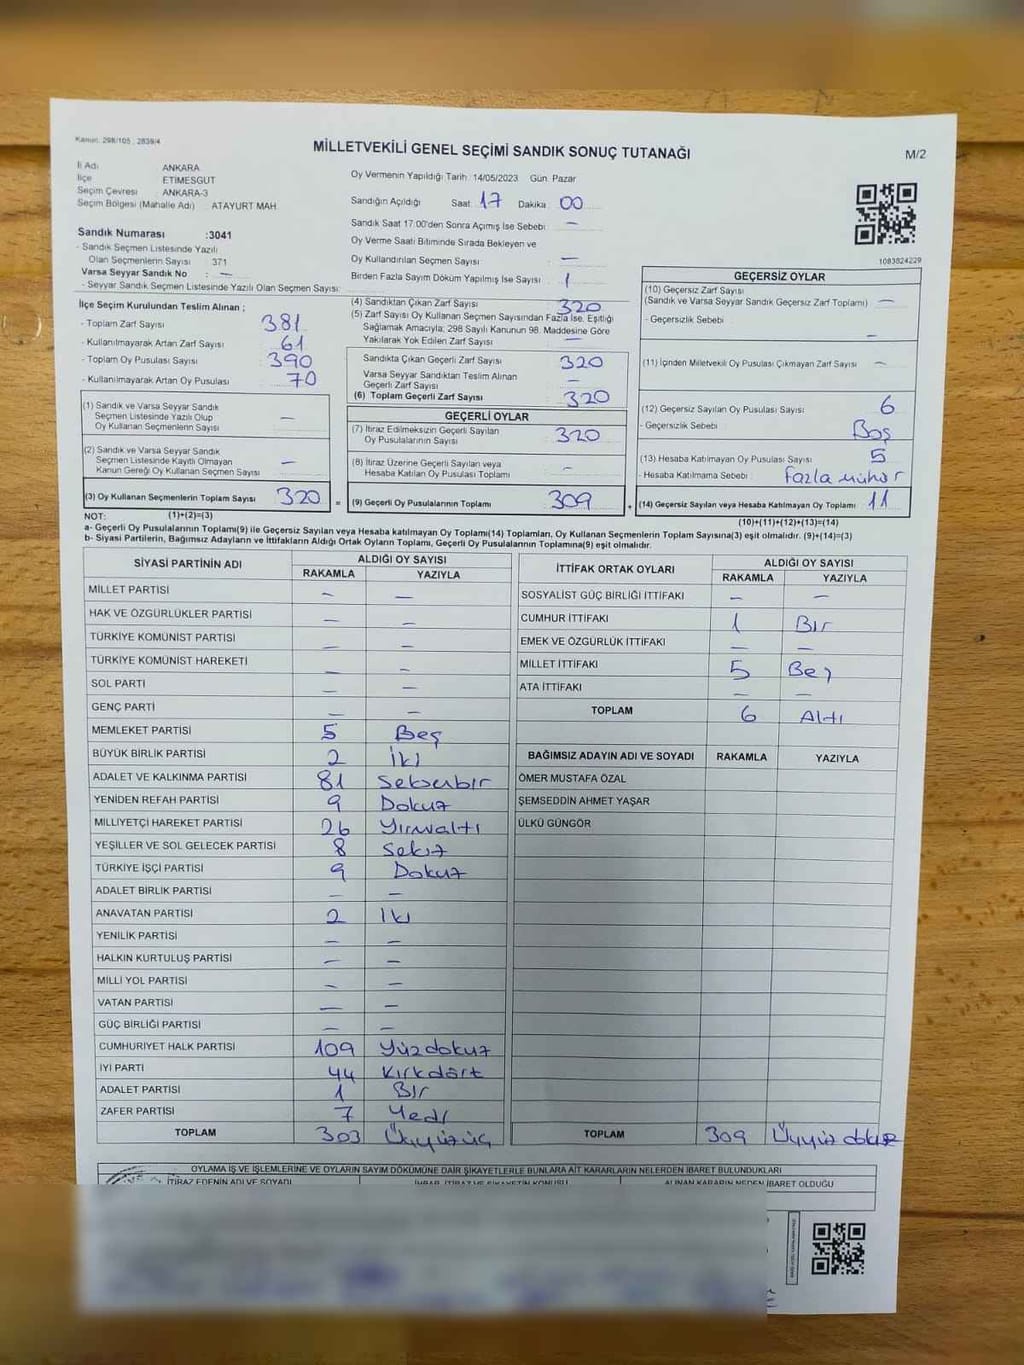 Kanun: 298/105, 2839/4
MİLLETVEKİLİ GENEL SEÇİMİ SANDIK SONUÇ TUTANAĞI
M/2
İl Adı ANKARA
İlçe ETİMESGUT
Seçim Çevresi ANKARA-3
Seçim Bölgesi (Mahalle Adı) ATAYURT MAH.
Oy Vermenin Yapıldığı Tarih: 14/05/2023 Gün: Pazar
Sandığın Açıldığı Saat: 17 Dakika 00
Sandık Saat 17:00'den Sonra Açımış İse Sebebi —
Oy Verme Saati Bitiminde Sırada Bekleyen ve
Oy Kullandırılan Seçmen Sayısı —
Birden Fazla Sayım Döküm Yapılmış İse Sayısı 1
Sandık Numarası :3041
- Sandık Seçmen Listesinde Yazılı
Olan Seçmenlerin Sayısı 371
Varsa Seyyar Sandık No : —
- Seyyar Sandık Seçmen Listesinde Yazılı Olan Seçmen Sayısı:
1083824229
İlçe Seçim Kurulundan Teslim Alınan ;
- Toplam Zarf Sayısı 381
- Kullanılmayarak Artan Zarf Sayısı 61
- Toplam Oy Pusulası Sayısı 390
- Kullanılmayarak Artan Oy Pusulası 70
(1) Sandık ve Varsa Seyyar Sandık
Seçmen Listesinde Yazılı Olup
Oy Kullanan Seçmenlerin Sayısı —
(2) Sandık ve Varsa Seyyar Sandık
Seçmen Listesinde Kayıtlı Olmayan
Kanun Gereği Oy Kullanan Seçmen Sayısı —
(3) Oy Kullanan Seçmenlerin Toplam Sayısı 320 =
(1)+(2)=(3)
(4) Sandıktan Çıkan Zarf Sayısı 320
(5) Zarf Sayısı Oy Kullanan Seçmen Sayısından Fazla İse, Eşitliği
Sağlamak Amacıyla; 298 Sayılı Kanunun 98. Maddesine Göre
Yakılarak Yok Edilen Zarf Sayısı —
Sandıkta Çıkan Geçerli Zarf Sayısı 320
Varsa Seyyar Sandıktan Teslim Alınan
Geçerli Zarf Sayısı —
(6) Toplam Geçerli Zarf Sayısı 320
GEÇERLİ OYLAR
(7) İtiraz Edilmeksizin Geçerli Sayılan
Oy Pusulalarının Sayısı 320
(8) İtiraz Üzerine Geçerli Sayılan veya
Hesaba Katılan Oy Pusulası Toplamı —
(9) Geçerli Oy Pusulalarının Toplamı 309 +
GEÇERSİZ OYLAR
(10) Geçersiz Zarf Sayısı
(Sandık ve Varsa Seyyar Sandık Geçersiz Zarf Toplamı) —
- Geçersizlik Sebebi —
(11) İçinden Milletvekili Oy Pusulası Çıkmayan Zarf Sayısı —
(12) Geçersiz Sayılan Oy Pusulası Sayısı 6
- Geçersizlik Sebebi Boş
(13) Hesaba Katılmayan Oy Pusulası Sayısı 5
- Hesaba Katılmama Sebebi Fazla mühür
(14) Geçersiz Sayılan veya Hesaba Katılmayan Oy Pusulası Toplamı 11
(10)+(11)+(12)+(13)=(14)
NOT:
a- Geçerli Oy Pusulalarının Toplamı(9) ile Geçersiz Sayılan veya Hesaba katılmayan Oy Pusulası(14) Toplamları, Oy Kullanan Seçmenlerin Toplam Sayısına(3) eşit olmalıdır. (9)+(14)=(3)
b- Siyasi Partilerin, Bağımsız Adayların ve İttifakların Aldığı Ortak Oyların Toplamı, Geçerli Oy Pusulalarının Toplamına(9) eşit olmalıdır.
SİYASİ PARTİNİN ADI ALDIĞI OY SAYISI
RAKAMLA YAZIYLA
MİLLET PARTİSİ — —
HAK VE ÖZGÜRLÜKLER PARTİSİ — —
TÜRKİYE KOMÜNİST PARTİSİ — —
TÜRKİYE KOMÜNİST HAREKETİ — —
SOL PARTİ — —
GENÇ PARTİ — —
MEMLEKET PARTİSİ 5 Beş
BÜYÜK BİRLİK PARTİSİ 2 İki
ADALET VE KALKINMA PARTİSİ 81 Seksenbir
YENİDEN REFAH PARTİSİ 9 Dokuz
MİLLİYETÇİ HAREKET PARTİSİ 26 Yirmialtı
YEŞİLLER VE SOL GELECEK PARTİSİ 8 Sekiz
TÜRKİYE İŞÇİ PARTİSİ 9 Dokuz
ADALET BİRLİK PARTİSİ — —
ANAVATAN PARTİSİ 2 İki
YENİLİK PARTİSİ — —
HALKIN KURTULUŞ PARTİSİ — —
MİLLİ YOL PARTİSİ — —
VATAN PARTİSİ — —
GÜÇ BİRLİĞİ PARTİSİ — —
CUMHURİYET HALK PARTİSİ 109 Yüzdokuz
İYİ PARTİ 44 Kırkdört
ADALET PARTİSİ 1 Bir
ZAFER PARTİSİ 7 Yedi
TOPLAM 303 Üçyüzüç
İTTİFAK ORTAK OYLARI ALDIĞI OY SAYISI
RAKAMLA YAZIYLA
SOSYALİST GÜÇ BİRLİĞİ İTTİFAKI — —
CUMHUR İTTİFAKI 1 Bir
EMEK VE ÖZGÜRLÜK İTTİFAKI — —
MİLLET İTTİFAKI 5 Beş
ATA İTTİFAKI — —
TOPLAM 6 Altı
BAĞIMSIZ ADAYIN ADI VE SOYADI RAKAMLA YAZIYLA
ÖMER MUSTAFA ÖZAL
ŞEMSEDDİN AHMET YAŞAR
ÜLKÜ GÜNGÖR
TOPLAM 309 Üçyüz dokuz
OYLAMA İŞ VE İŞLEMLERİNE VE OYLARIN SAYIM DÖKÜMÜNE DAİR ŞİKAYETLERLE BUNLARA AİT KARARLARIN NELERDEN İBARET BULUNDUKLARI
İTİRAZ EDENİN ADI VE SOYADI İHBAR, İTİRAZ VE ŞİKAYETİN KONUSU ALINAN KARARIN NEDEN İBARET OLDUĞU